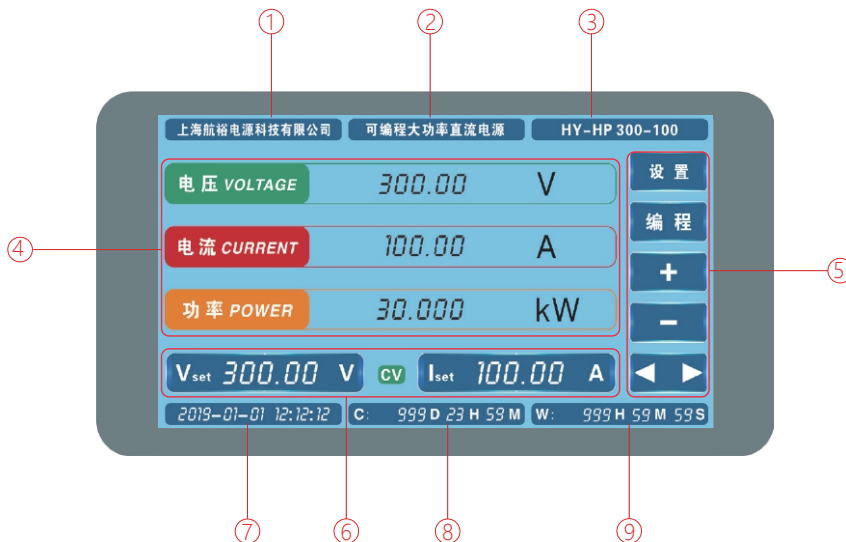 ① ② ③
上海航裕电源科技有限公司 可编程大功率直流电源 HY-HP 300-100
电压 VOLTAGE 300.00 V
设置
编程
④
电流 CURRENT 100.00 A
⑤
+
功率 POWER 30.000 kW
−
Vset 300.00 V CV Iset 100.00 A
◀ ▶
2019-01-01 12:12:12 C: 999 D 23 H 59 M W: 999 H 59 M 59 S
⑦ ⑥ ⑧ ⑨